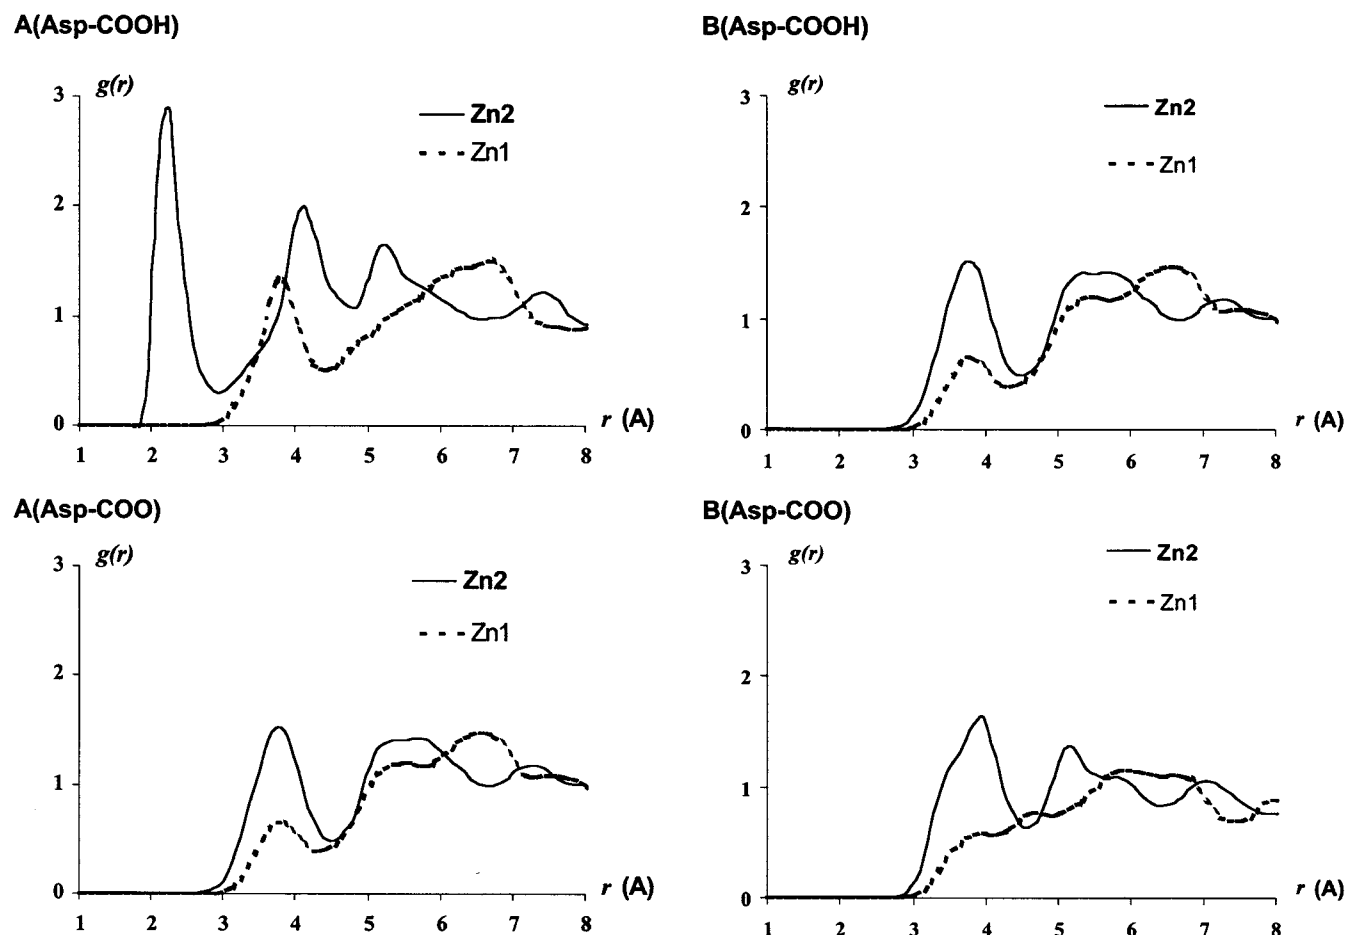 A(Asp-COOH)
g(r)
3
2
1
0
Zn2
Zn1
r (A)
1 2 3 4 5 6 7 8
B(Asp-COOH)
g(r)
3
2
1
0
Zn2
Zn1
r (A)
1 2 3 4 5 6 7 8
A(Asp-COO)
g(r)
3
2
1
0
Zn2
Zn1
r (A)
1 2 3 4 5 6 7 8
B(Asp-COO)
g(r)
3
2
1
0
Zn2
Zn1
r (A)
1 2 3 4 5 6 7 8